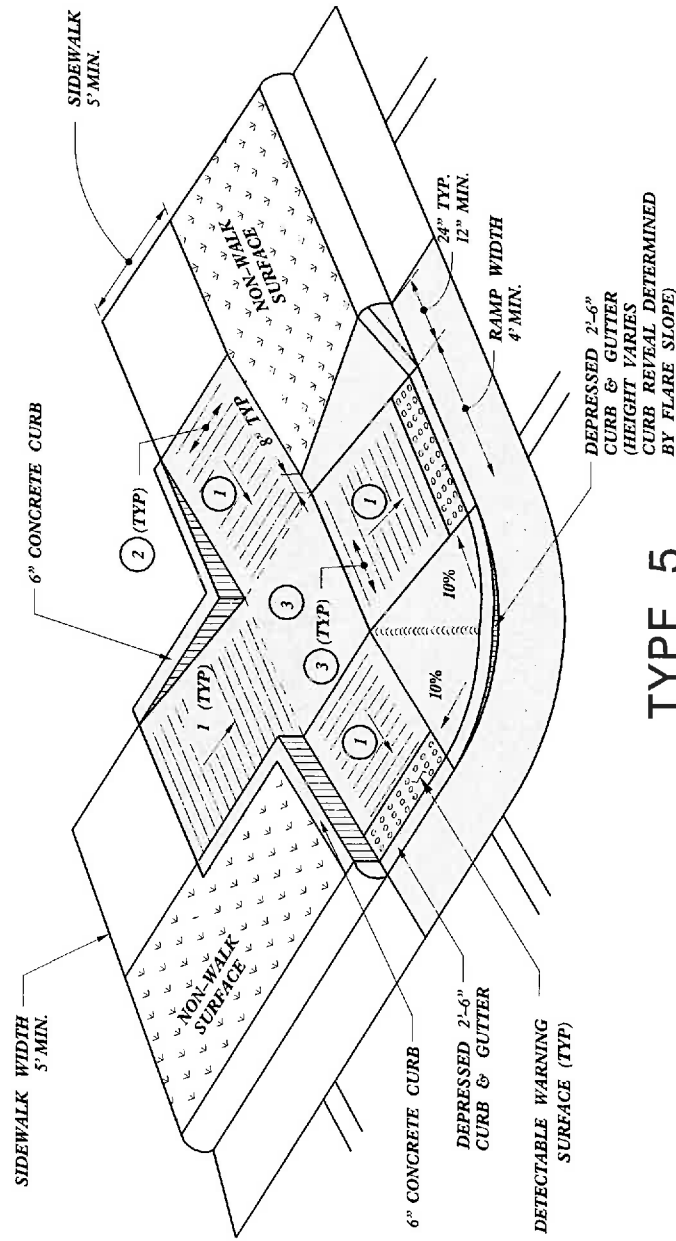 SIDEWALK WIDTH
5' MIN.
6" CONCRETE CURB
SIDEWALK
5' MIN.
2 (TYP)
1 (TYP)
1
8" TYP
NON-WALK
SURFACE
3
NON-WALK
SURFACE
3 (TYP)
1
1
10%
10%
24" TYP.
12" MIN.
RAMP WIDTH
4' MIN.
6" CONCRETE CURB
DEPRESSED 2'-6"
CURB & GUTTER
DETECTABLE WARNING
SURFACE (TYP)
DEPRESSED 2'-6"
CURB & GUTTER
(HEIGHT VARIES
CURB REVEAL DETERMINED
BY FLARE SLOPE)
TYPE 5